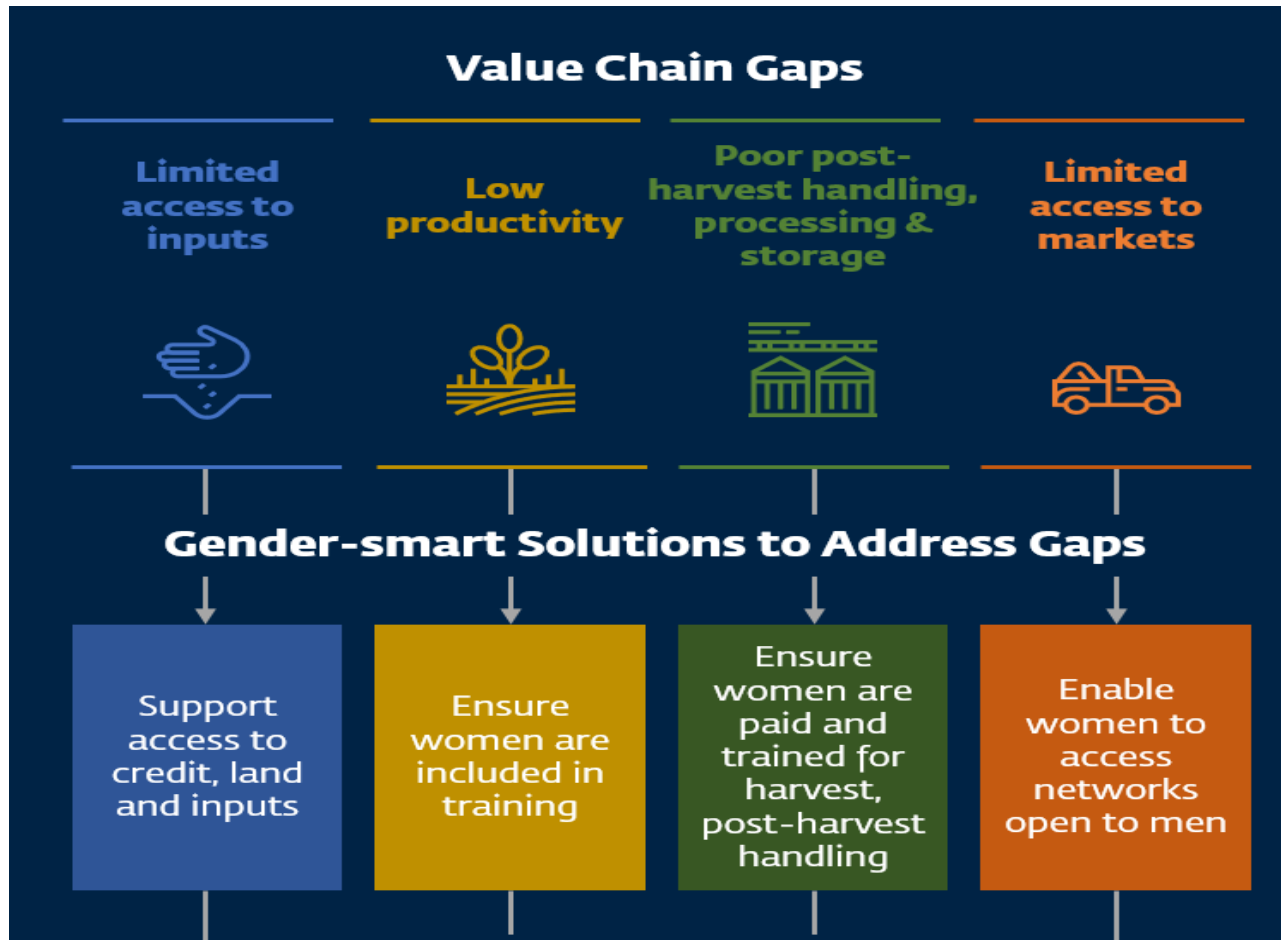 Value Chain Gaps
Limited
access to
inputs
Low
productivity
Poor post-
harvest handling,
processing &
storage
Limited
access to
markets
Gender-smart Solutions to Address Gaps
Support
access to
credit, land
and inputs
Ensure
women are
included in
training
Ensure
women are
paid and
trained for
harvest,
post-harvest
handling
Enable
women to
access
networks
open to men